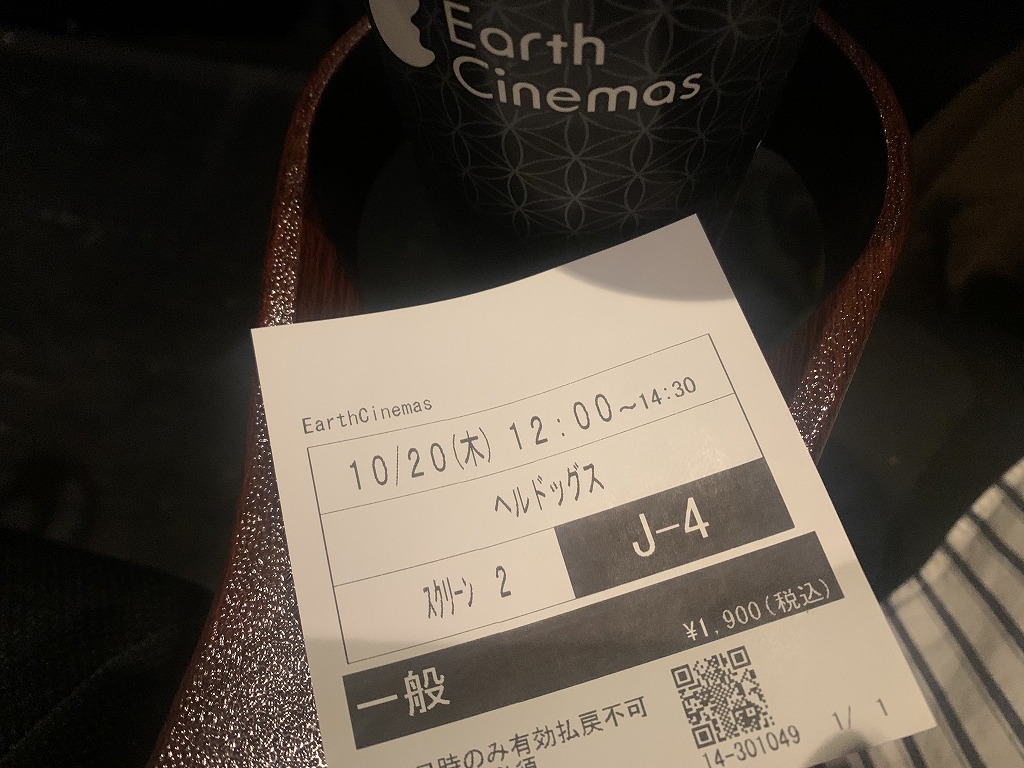 Earth
Cinemas
EarthCinemas
10/20(木) 12:00～14:30
ヘルドッグス
スクリーン 2
J-4
一般
¥1,900(税込)
時のみ有効払戻不可
14-301049
1/ 1